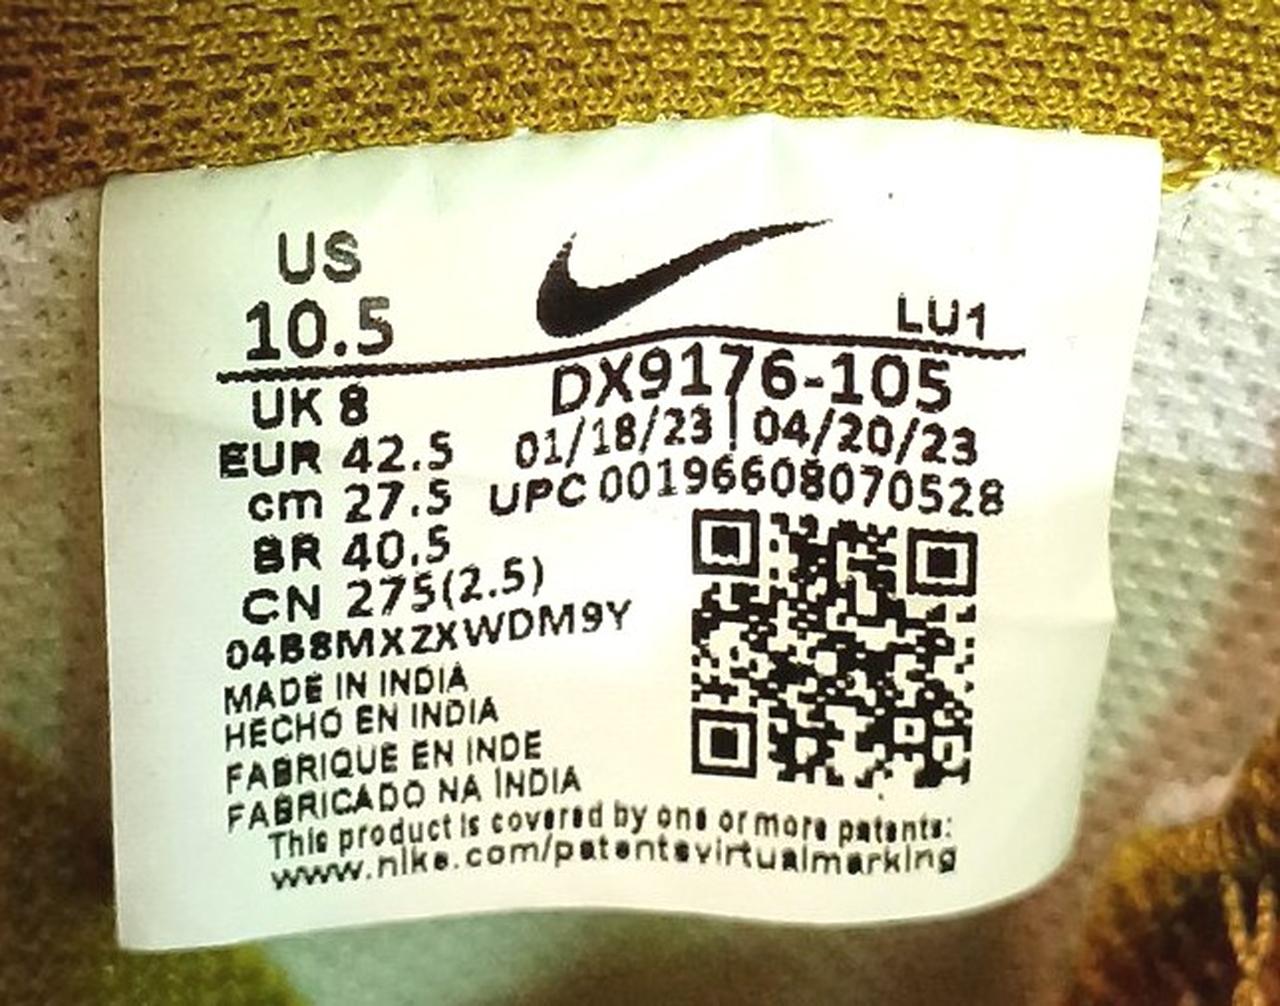 US
10.5
LU1
UK 8
DX9176-105
EUR 42.5
01/18/23 | 04/20/23
cm 27.5
UPC 00196608070528
BR 40.5
CN 275(2.5)
04B8MXZXWDM9Y
MADE IN INDIA
HECHO EN INDIA
FABRIQUE EN INDE
FABRICADO NA ÍNDIA
This product is covered by one or more patents:
www.nike.com/patentsvirtualmarking